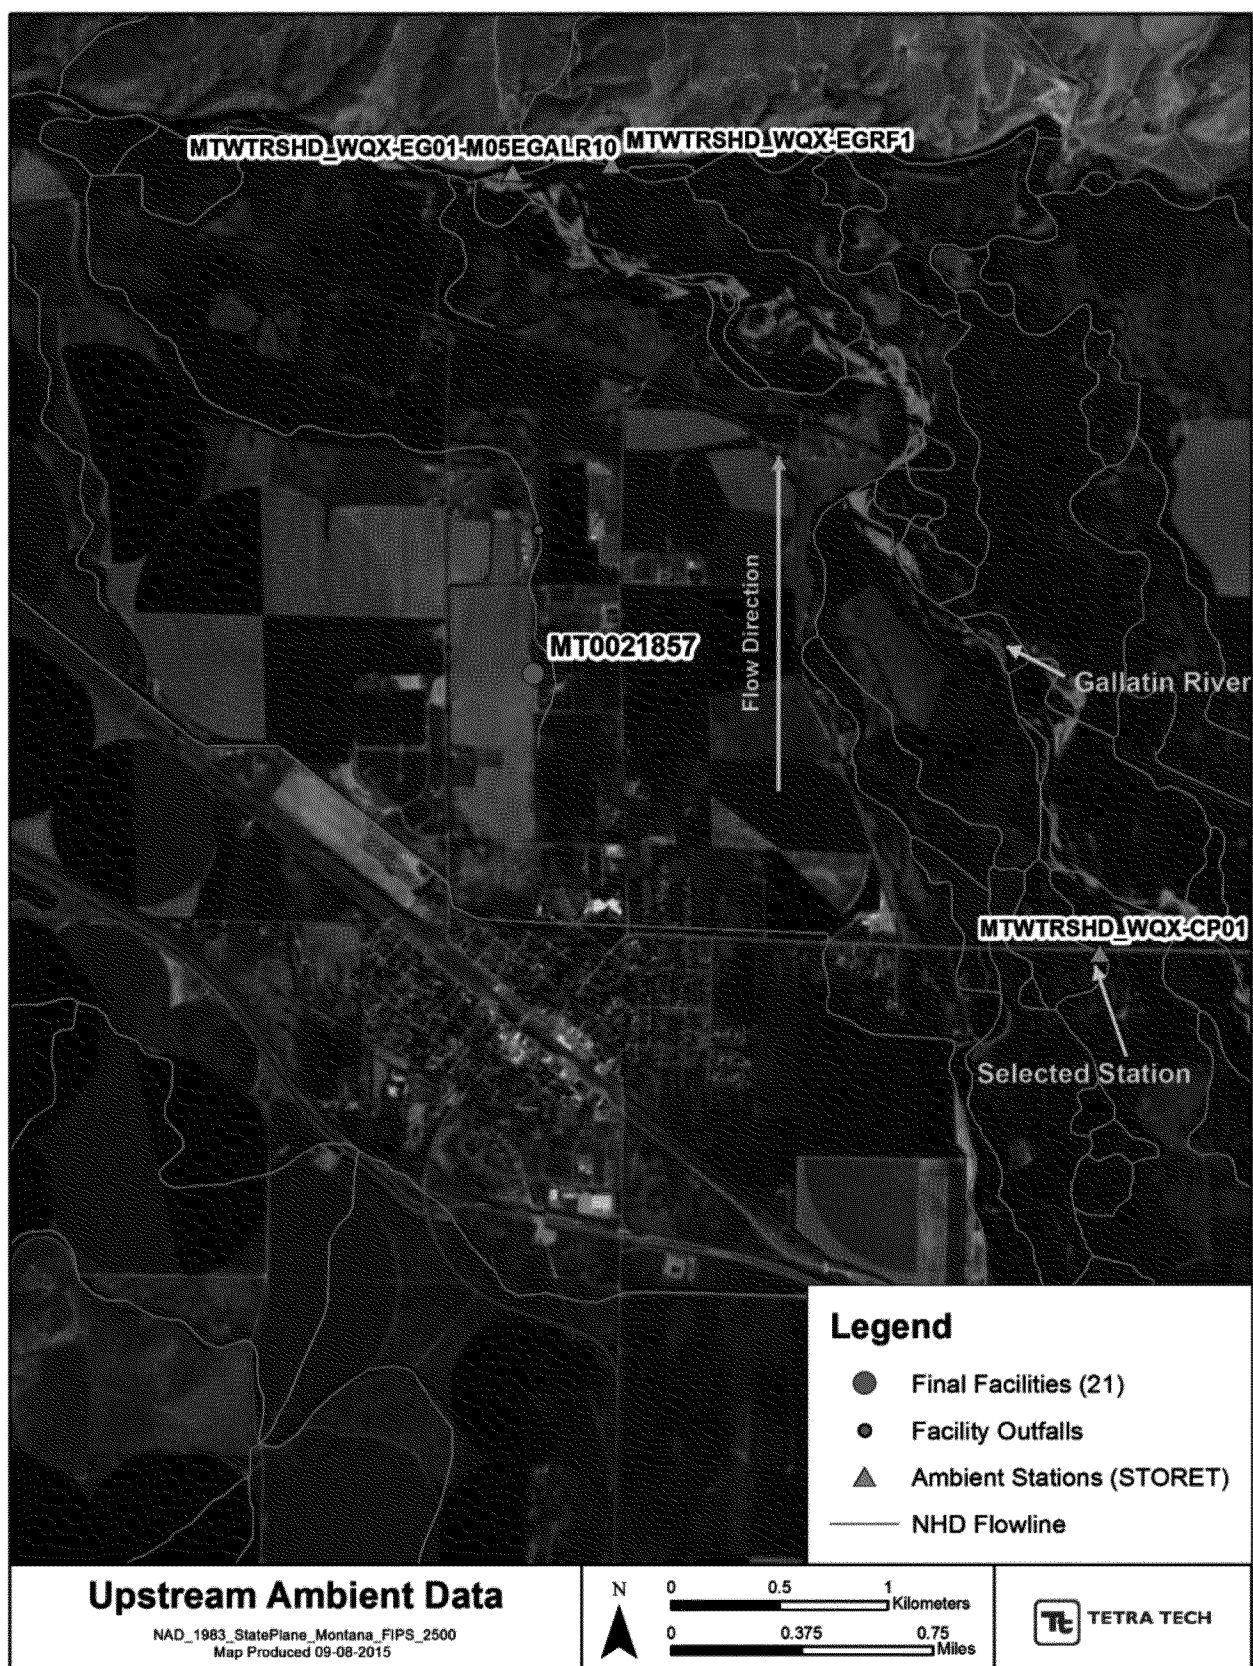 MTWTRSHD_WQX-EG01-M05EGALR10
MTWTRSHD_WQX-EGRF1
Flow Direction
MT0021857
Gallatin River
MTWTRSHD_WQX-CP01
Selected Station
Legend
Final Facilities (21)
Facility Outfalls
Ambient Stations (STORET)
NHD Flowline
Upstream Ambient Data
NAD_1983_StatePlane_Montana_FIPS_2500
Map Produced 09-08-2015
N
0 0.5 1
Kilometers
0 0.375 0.75
Miles
Tt TETRA TECH